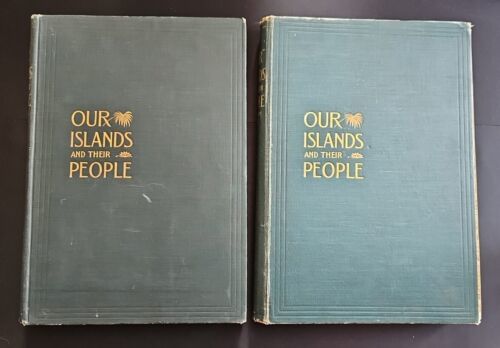 OUR
ISLANDS
AND THEIR
PEOPLE
OUR
ISLANDS
AND THEIR
PEOPLE